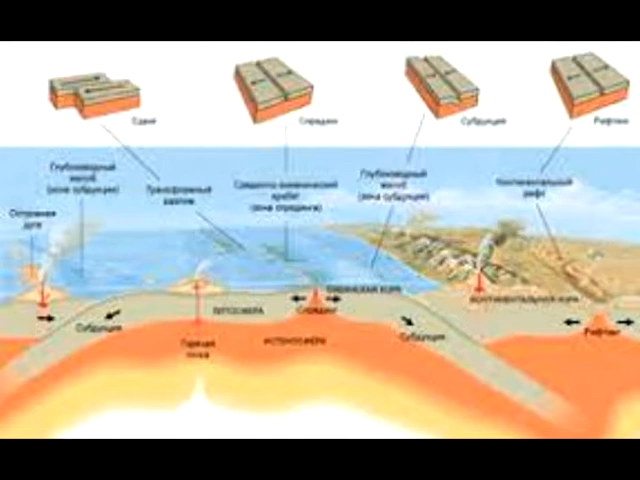 Сдвиг
Спрединг
Субдукция
Рифтинг
Глубоководный
желоб
(зона субдукции)
Трансформный
разлом
Срединно-океанический
хребет
(зона спрединга)
Глубоководный
желоб
(зона субдукции)
Континентальный
рифт
Островная
дуга
ОКЕАНСКАЯ КОРА
КОНТИНЕНТАЛЬНАЯ КОРА
ЛИТОСФЕРА
Спрединг
Субдукция
Субдукция
Рифтинг
Горячая
точка
АСТЕНОСФЕРА